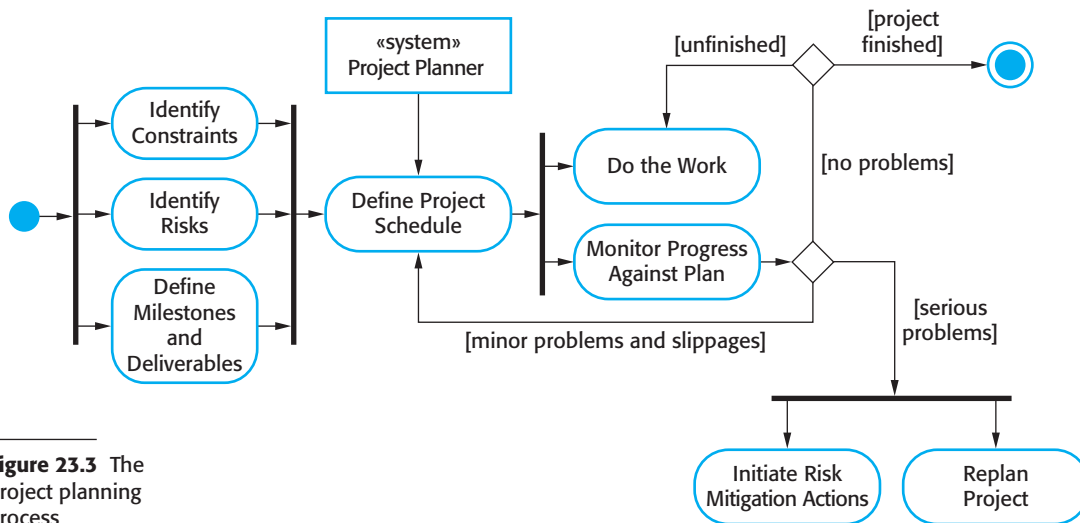 «system»
Project Planner
[unfinished]
[project
finished]
Identify
Constraints
Identify
Risks
Define
Milestones
and
Deliverables
Define Project
Schedule
Do the Work
[no problems]
Monitor Progress
Against Plan
[minor problems and slippages]
[serious
problems]
Initiate Risk
Mitigation Actions
Replan
Project
igure 23.3 The
roject planning
rocess